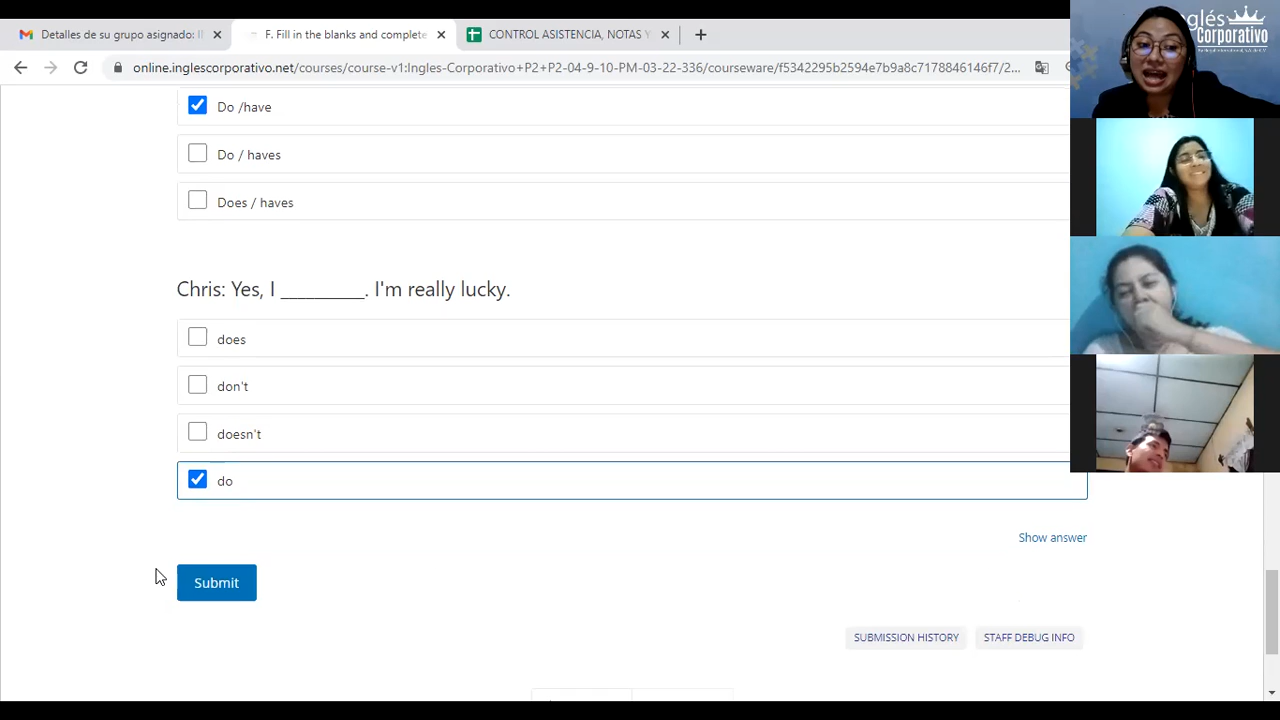 Detalles de su grupo asignado: I
F. Fill in the blanks and complete
CONTROL ASISTENCIA, NOTAS Y
online.inglescorporativo.net/courses/course-v1:Ingles-Corporativo+P2+P2-04-9-10-PM-03-22-336/courseware/f5342295b2594e7b9a8c7178846146f7/2...
Inglés
Corporativo
Do /have
Do / haves
Does / haves
Chris: Yes, I __________. I'm really lucky.
does
don't
doesn't
do
Show answer
Submit
SUBMISSION HISTORY
STAFF DEBUG INFO